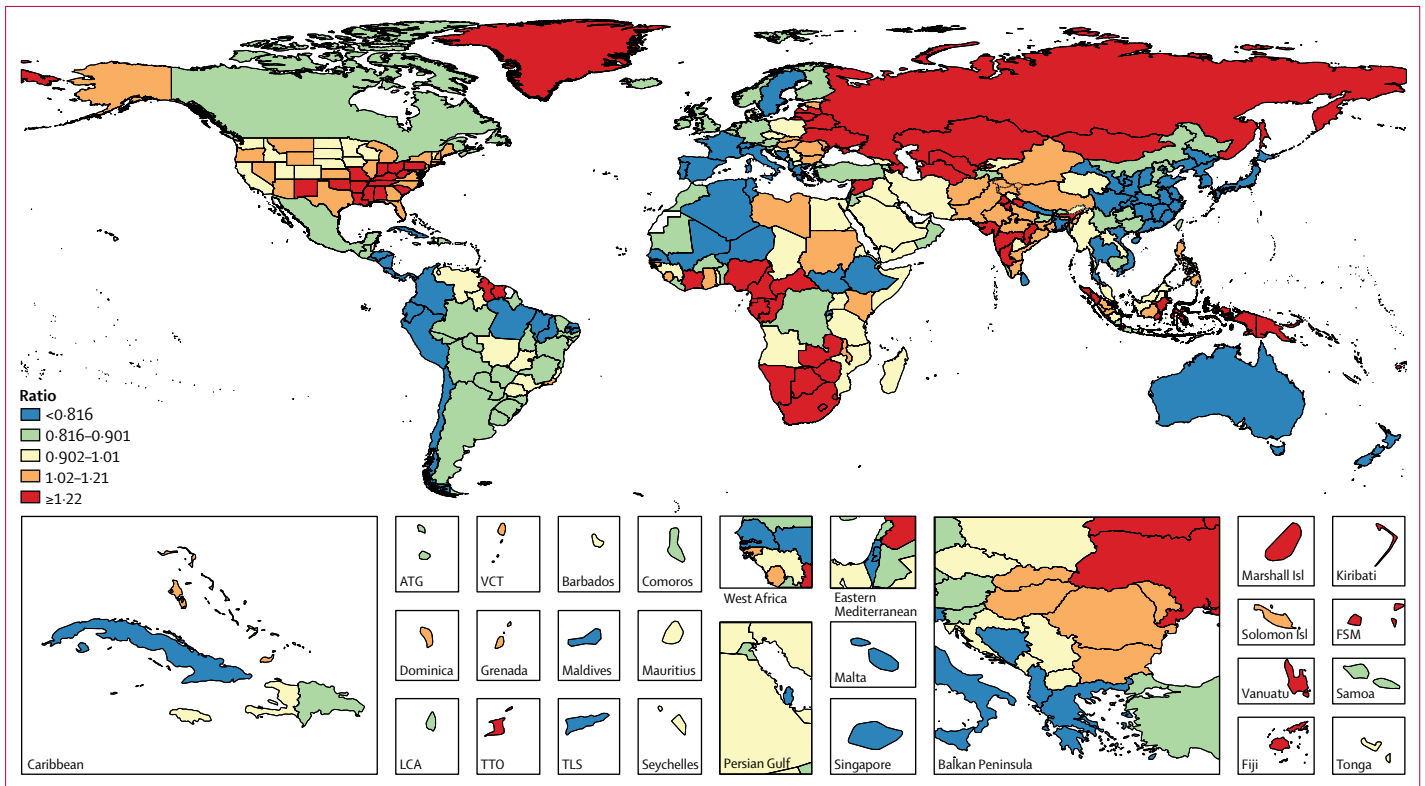 Ratio
<0·816
0·816–0·901
0·902–1·01
1·02–1·21
≥1·22
Caribbean
ATG
VCT
Barbados
Comoros
West Africa
Eastern
Mediterranean
Dominica
Grenada
Maldives
Mauritius
LCA
TTO
TLS
Seychelles
Persian Gulf
Malta
Singapore
Balkan Peninsula
Marshall Isl
Kiribati
Solomon Isl
FSM
Vanuatu
Samoa
Fiji
Tonga